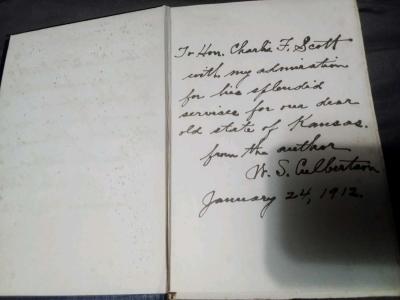 To Hon. Charlie F. Scott
with my admiration
for his splendid
services for our dear
old state of Kansas.
from the author
W. S. Culbertson
January 24, 1912.